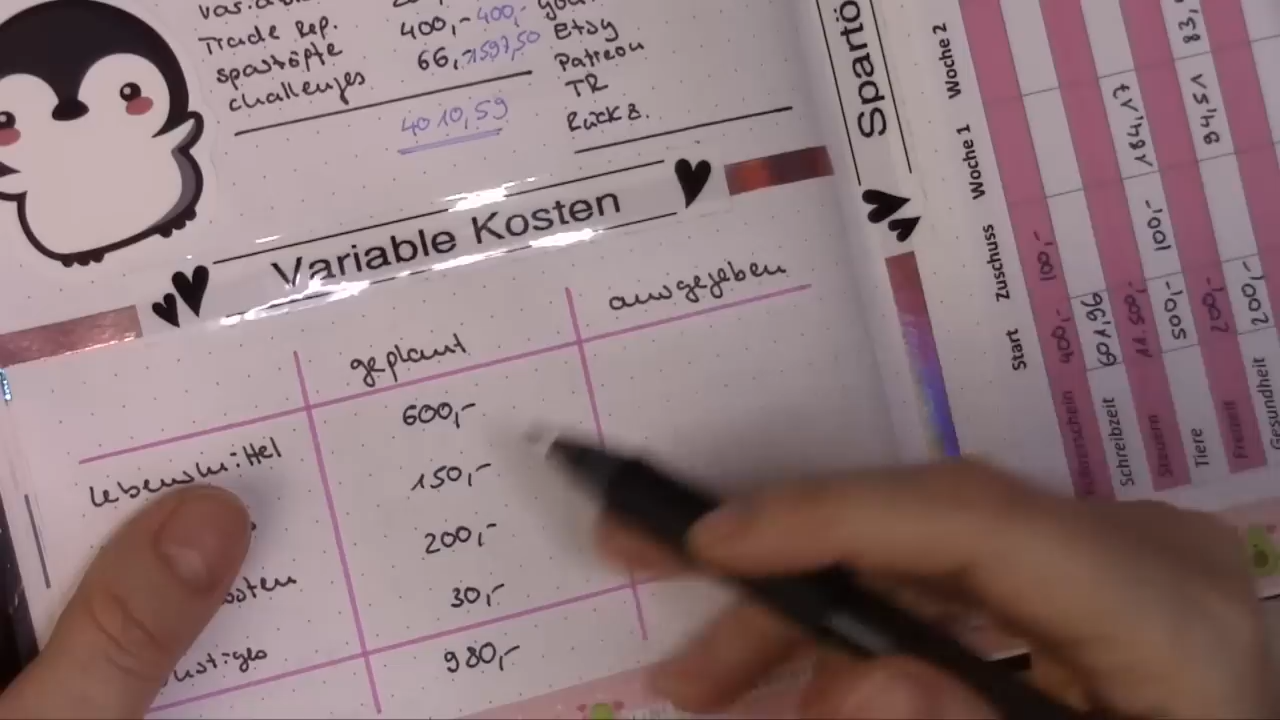 Trade Rep. 400,- 400,-
spartöpfe 66,- 1597,50 Etsy
challenges Patreon
4010,59 TR
Rück 8.
Variable Kosten
geplant ausgegeben
Lebensmittel 600,-
150,-
200,-
30,-
980,-
Spartö
Start Zuschuss Woche 1 Woche 2
400,- 100,-
Schreibzeit 601,96
Steuern 11.500,- 184,17
Tiere 500,- 100,-
Freizeit 200,- 94,51 83,
Gesundheit 200,-